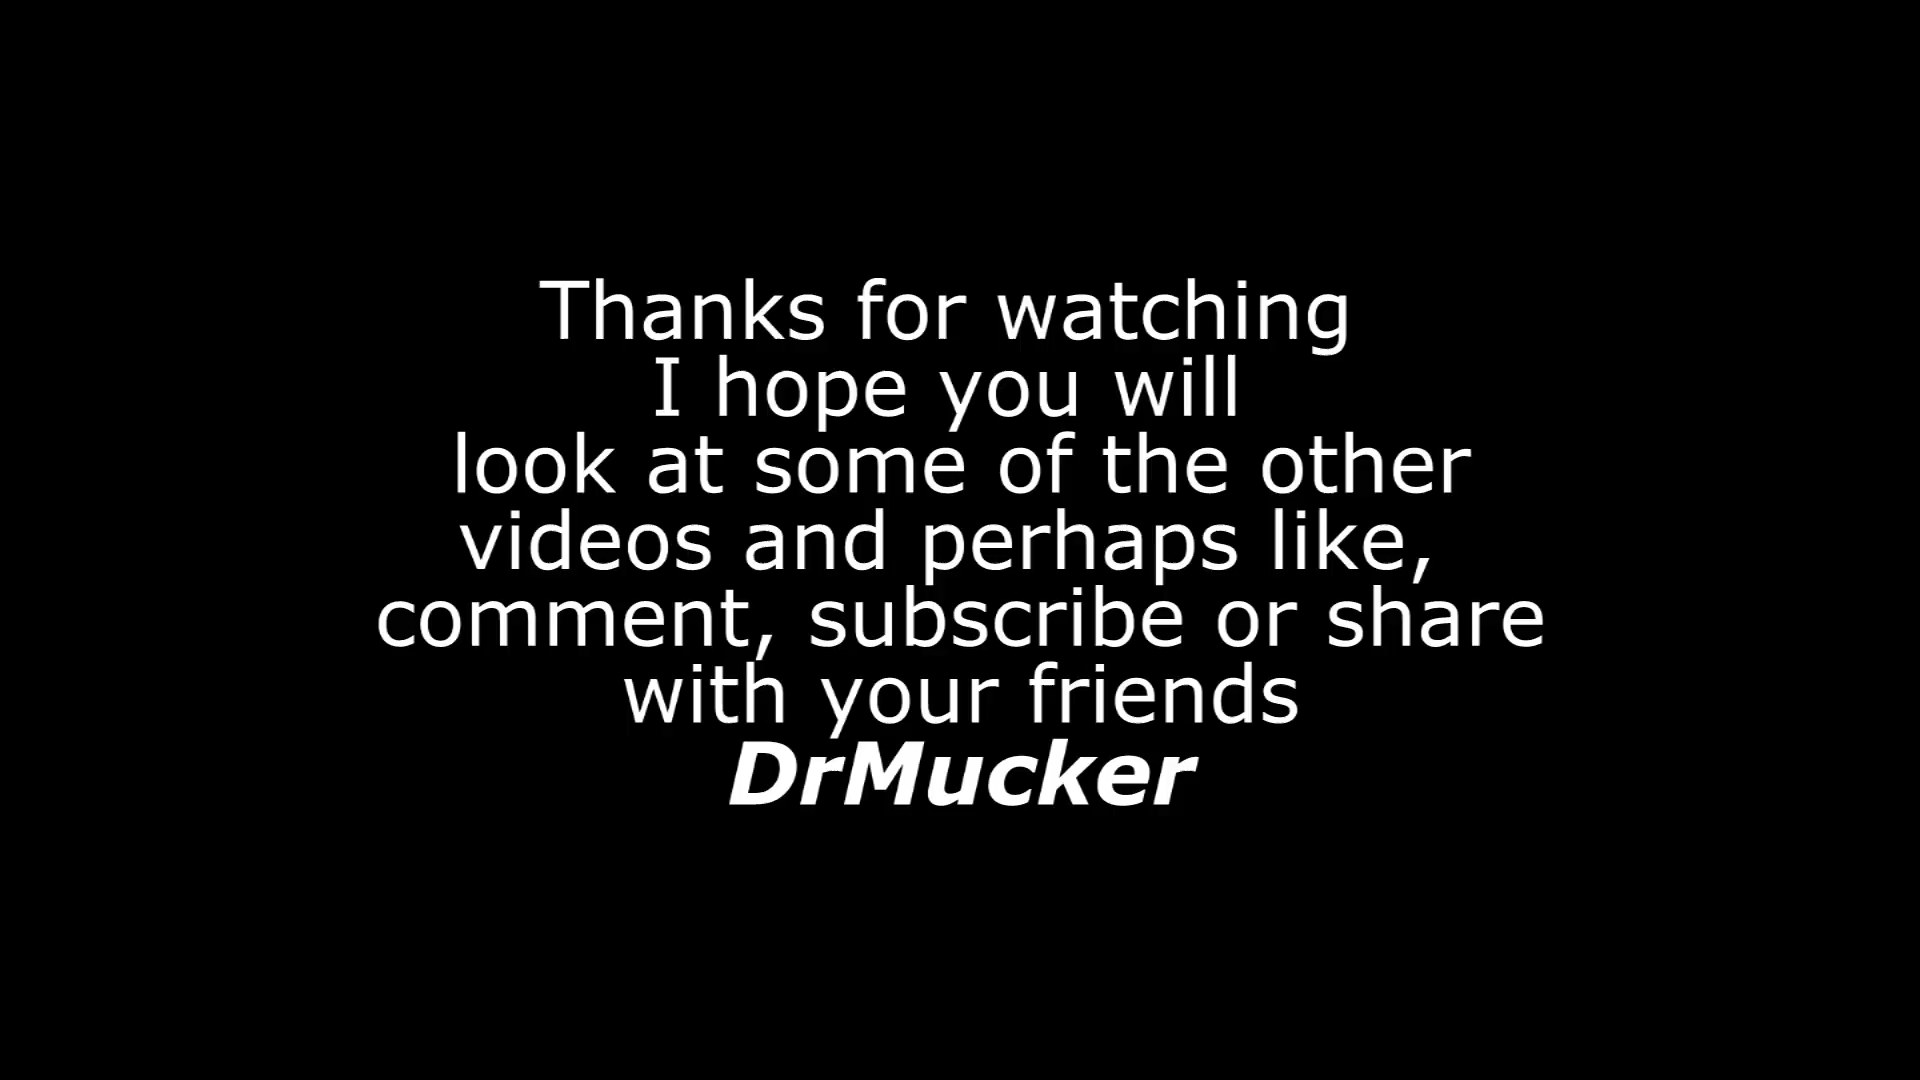 Thanks for watching
I hope you will
look at some of the other
videos and perhaps like,
comment, subscribe or share
with your friends
DrMucker